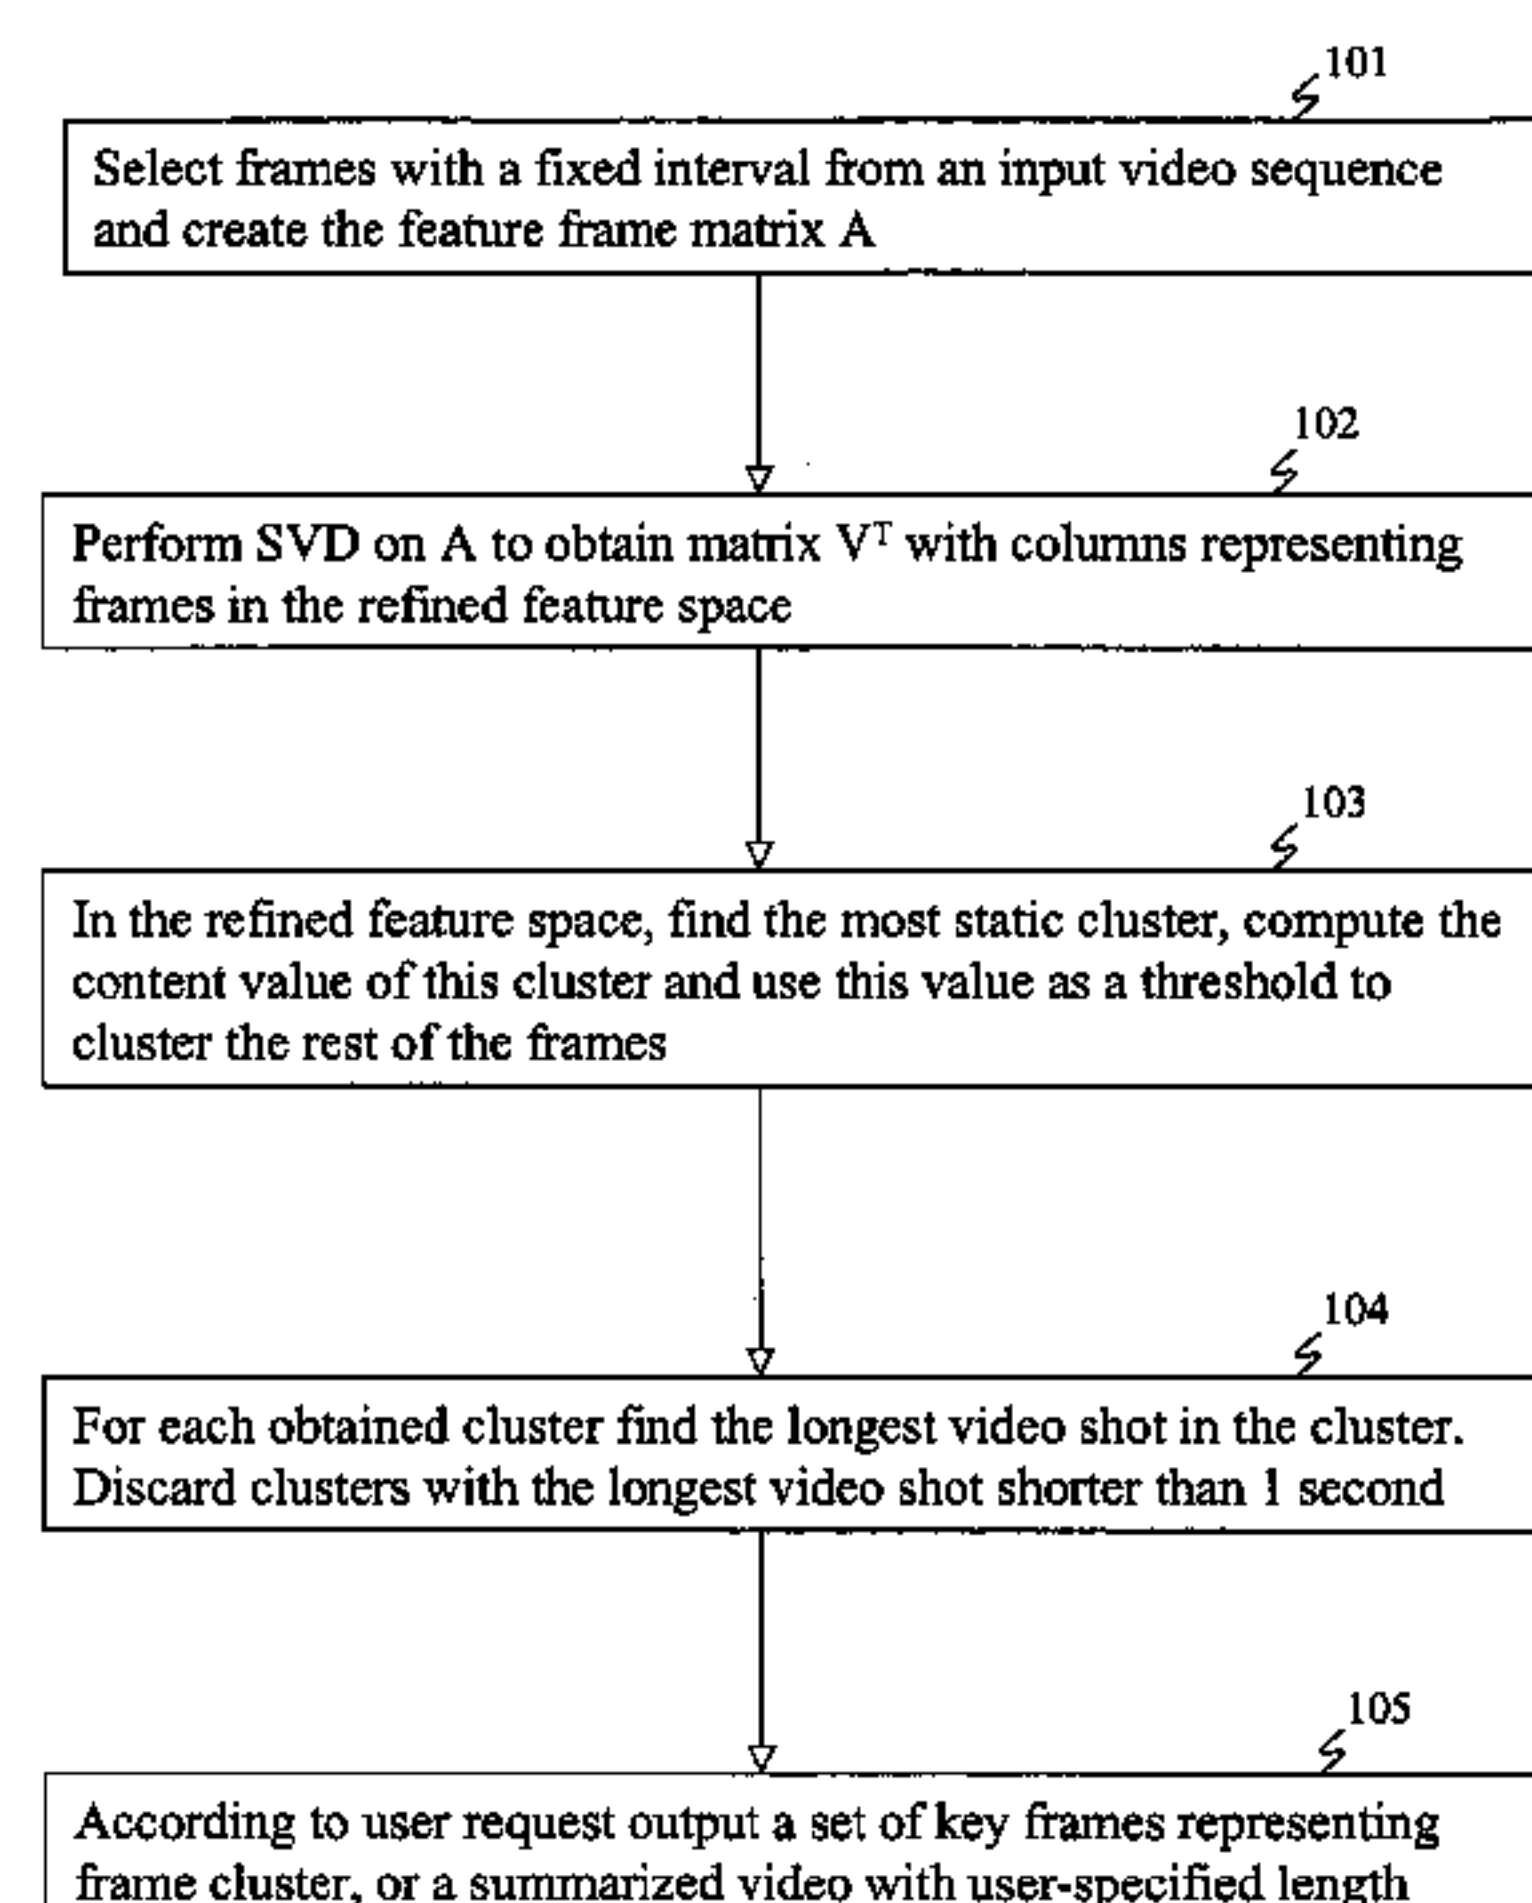 101
Select frames with a fixed interval from an input video sequence
and create the feature frame matrix A
102
Perform SVD on A to obtain matrix Vᵀ with columns representing
frames in the refined feature space
103
In the refined feature space, find the most static cluster, compute the
content value of this cluster and use this value as a threshold to
cluster the rest of the frames
104
For each obtained cluster find the longest video shot in the cluster.
Discard clusters with the longest video shot shorter than 1 second
105
According to user request output a set of key frames representing
frame cluster, or a summarized video with user-specified length